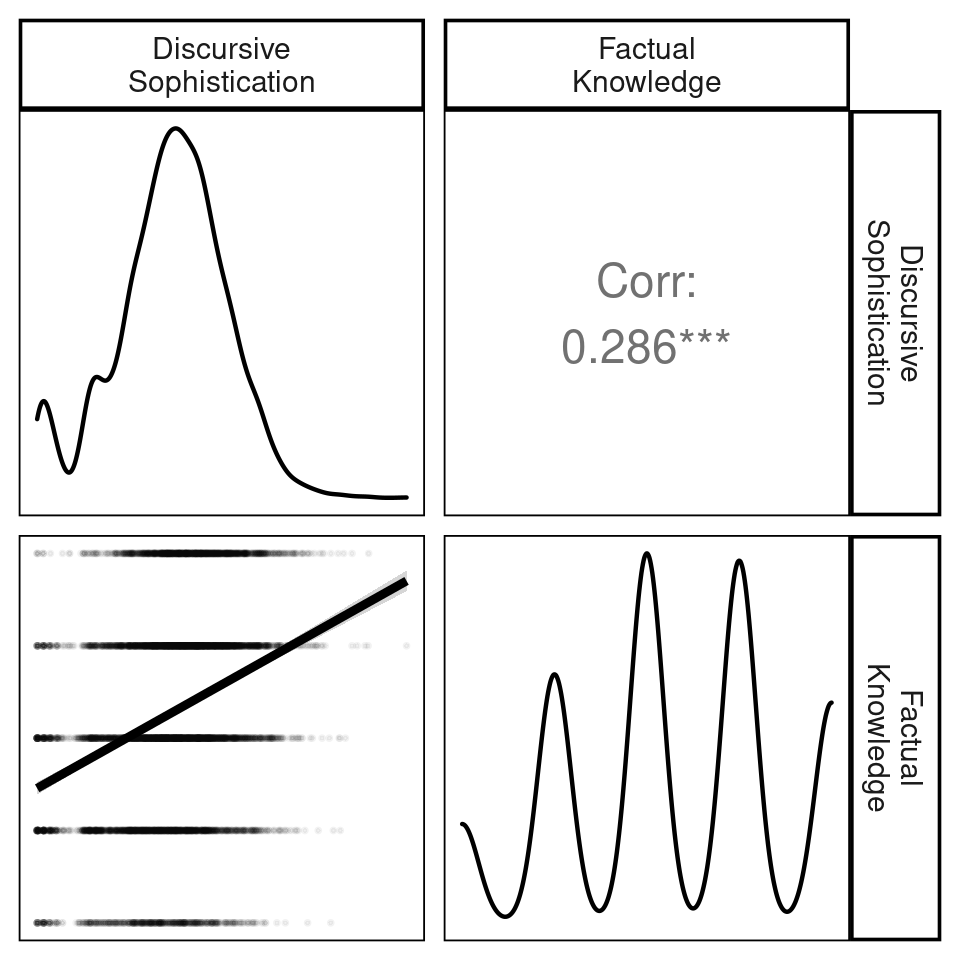 Discursive
Sophistication
Factual
Knowledge
Corr:
0.286***
Discursive
Sophistication
Factual
Knowledge